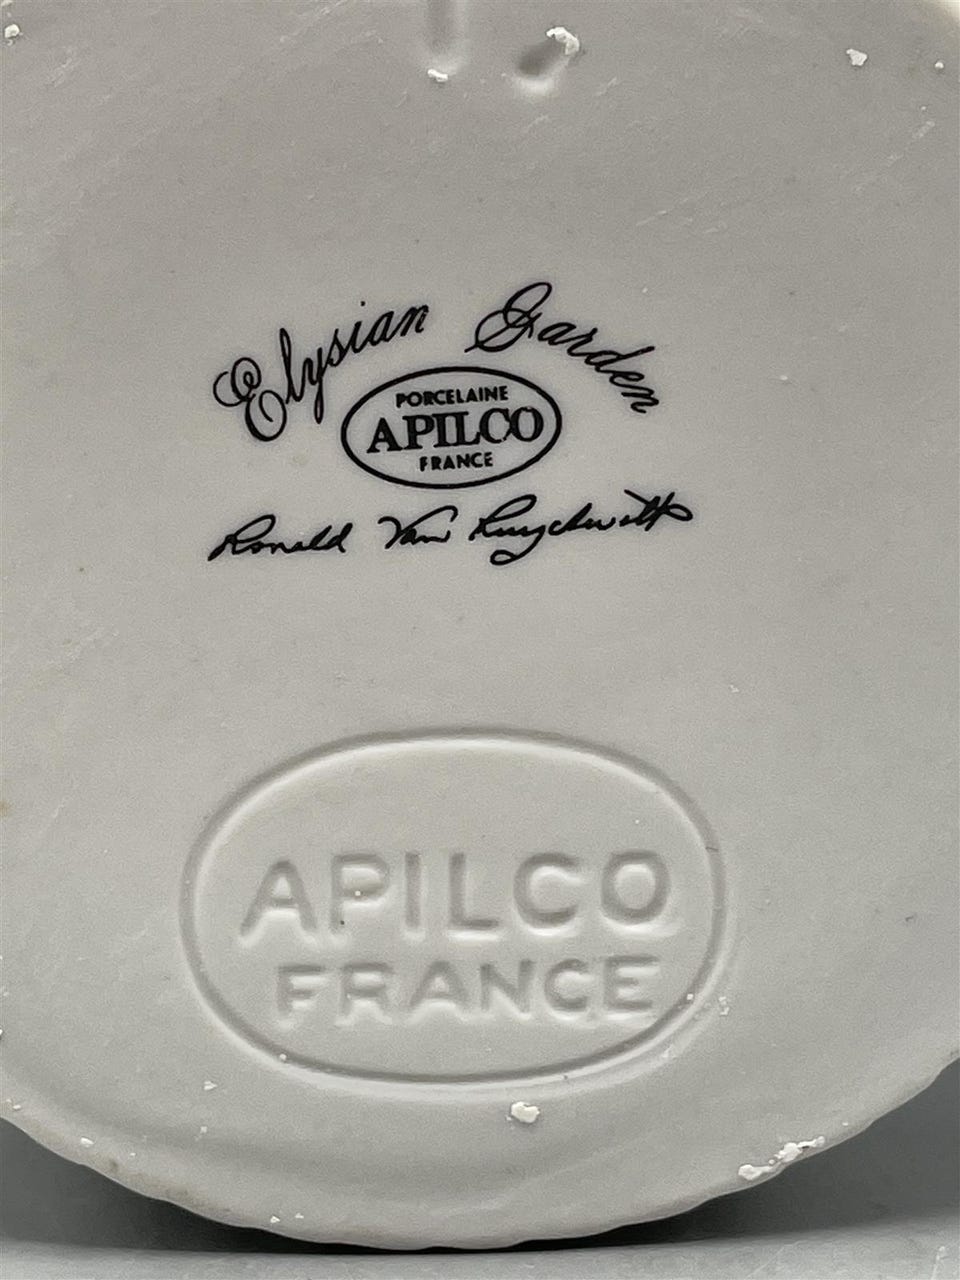 Elysian Garden
PORCELAINE
APILCO
FRANCE
Ronald Van Ruyckevelt
APILCO
FRANCE